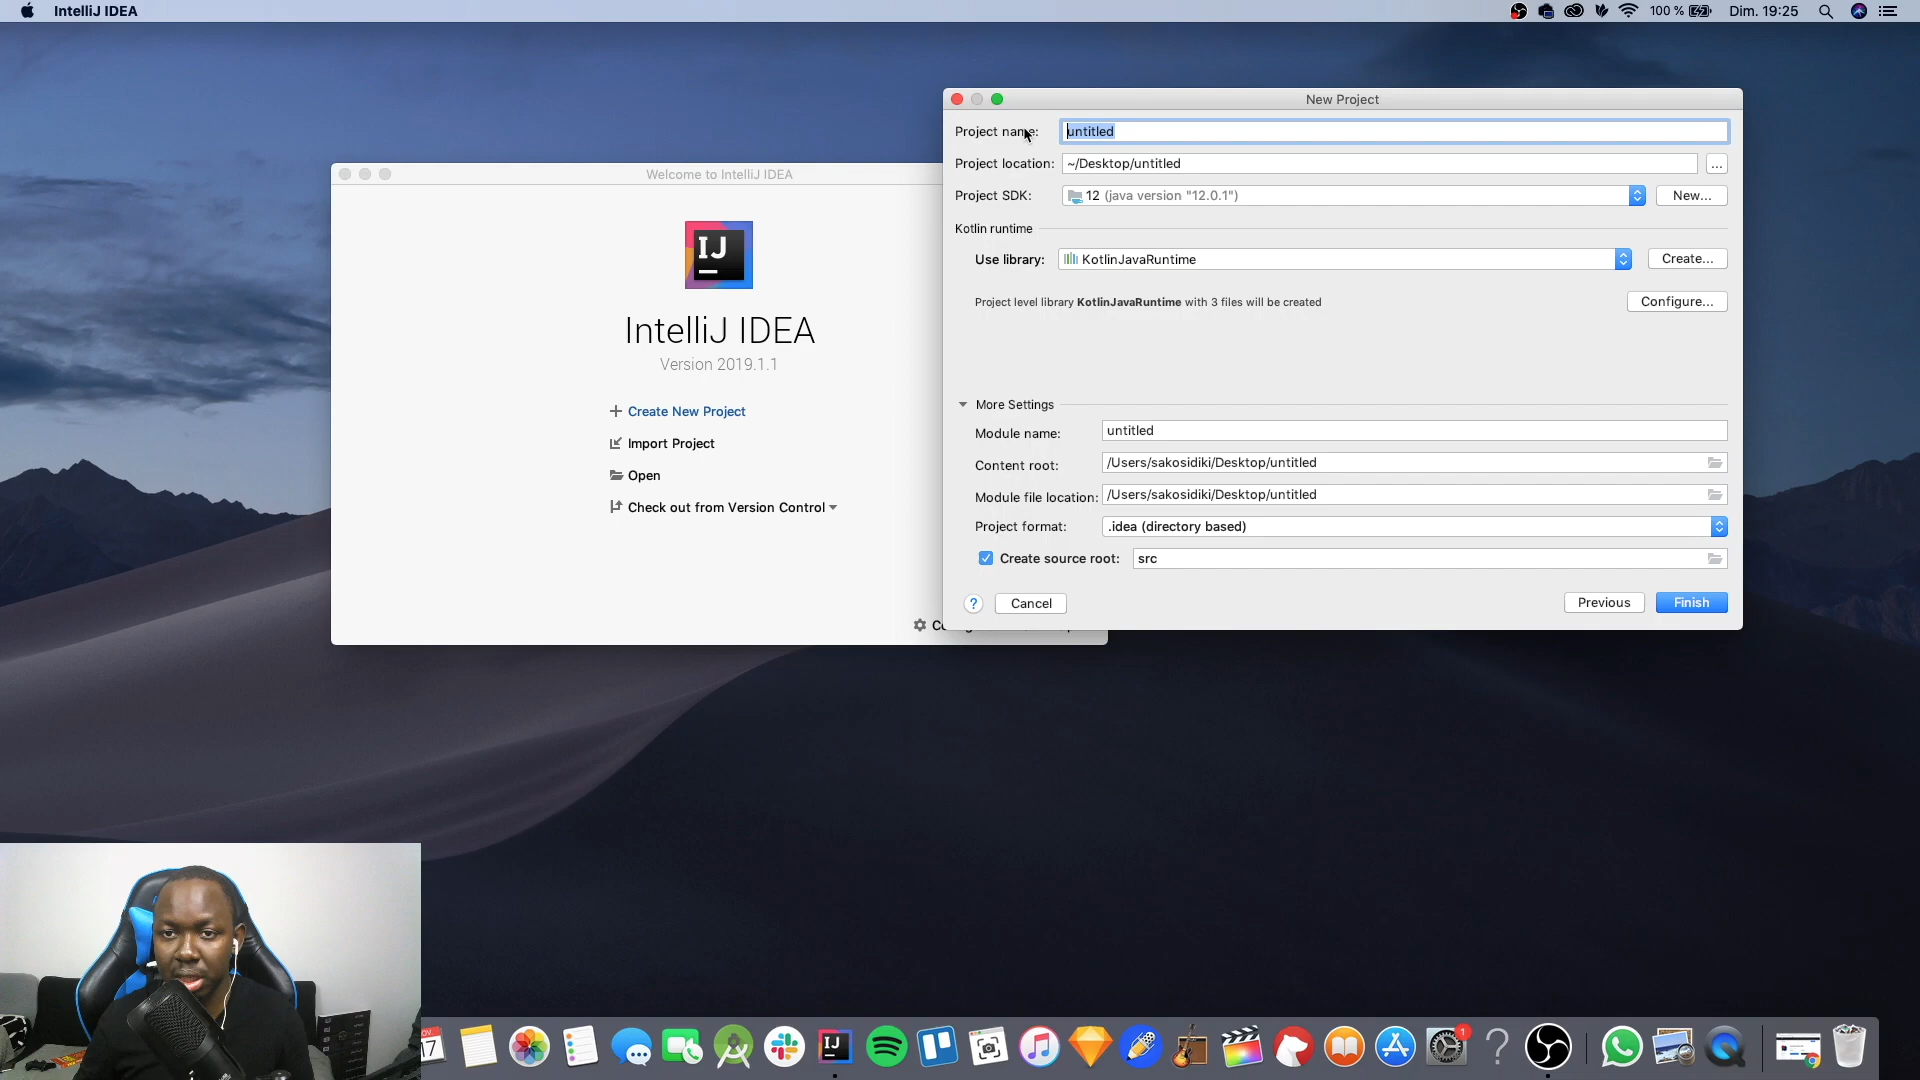 IntelliJ IDEA
100 %
Dim. 19:25
New Project
Project name:
untitled
Project location:
~/Desktop/untitled
...
Project SDK:
12 (java version "12.0.1")
New...
Kotlin runtime
Use library:
KotlinJavaRuntime
Create...
Project level library KotlinJavaRuntime with 3 files will be created
Configure...
More Settings
Module name:
untitled
Content root:
/Users/sakosidiki/Desktop/untitled
Module file location:
/Users/sakosidiki/Desktop/untitled
Project format:
.idea (directory based)
Create source root:
src
?
Cancel
Previous
Finish
Welcome to IntelliJ IDEA
IJ
IntelliJ IDEA
Version 2019.1.1
Create New Project
Import Project
Open
Check out from Version Control
17
IJ
1
?